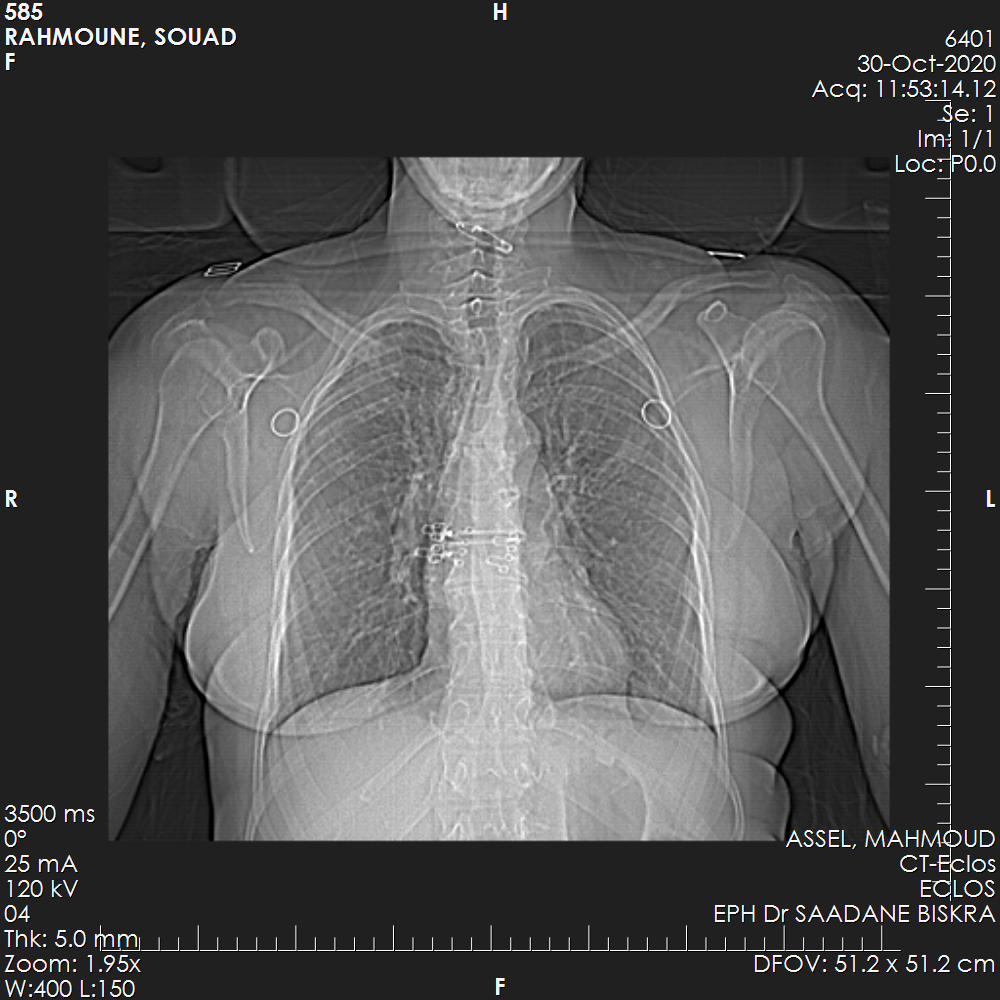 585
RAHMOUNE, SOUAD
F
H
6401
30-Oct-2020
Acq: 11:53:14.12
Se: 1
Im: 1/1
Loc: P0.0
R
L
3500 ms
0°
25 mA
120 kV
04
Thk: 5.0 mm
Zoom: 1.95x
W:400 L:150
F
ASSEL, MAHMOUD
CT-Eclos
ECLOS
EPH Dr SAADANE BISKRA
DFOV: 51.2 x 51.2 cm